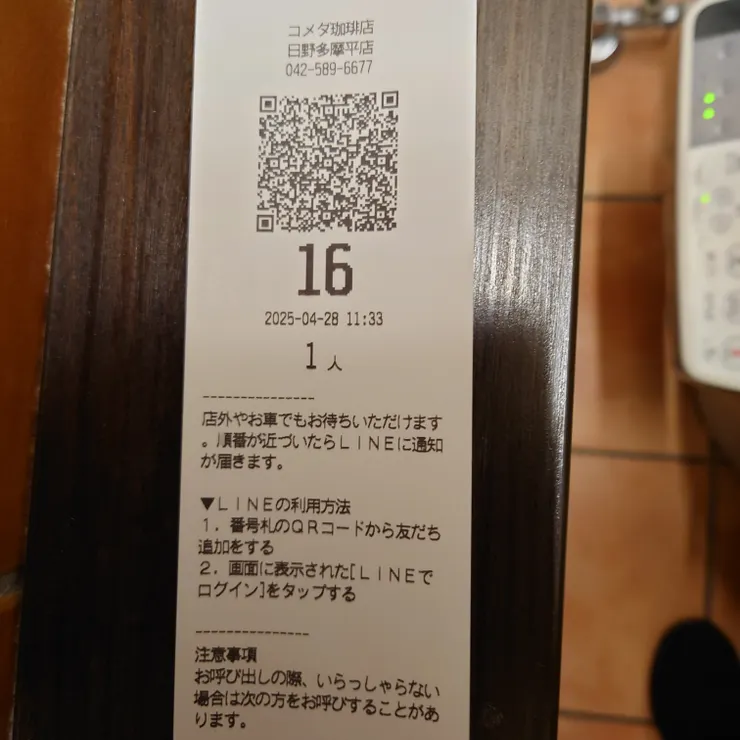 コメダ珈琲店
日野多摩平店
042-589-6677
16
2025-04-28 11:33
1人
---------------
店外やお車でもお待ちいただけます
。順番が近づいたらLINEに通知
が届きます。
▼LINEの利用方法
1．番号札のQRコードから友だち
追加をする
2．画面に表示された[LINEで
ログイン]をタップする
---------------
注意事項
お呼び出しの際、いらっしゃらない
場合は次の方をお呼びすることがあ
ります。